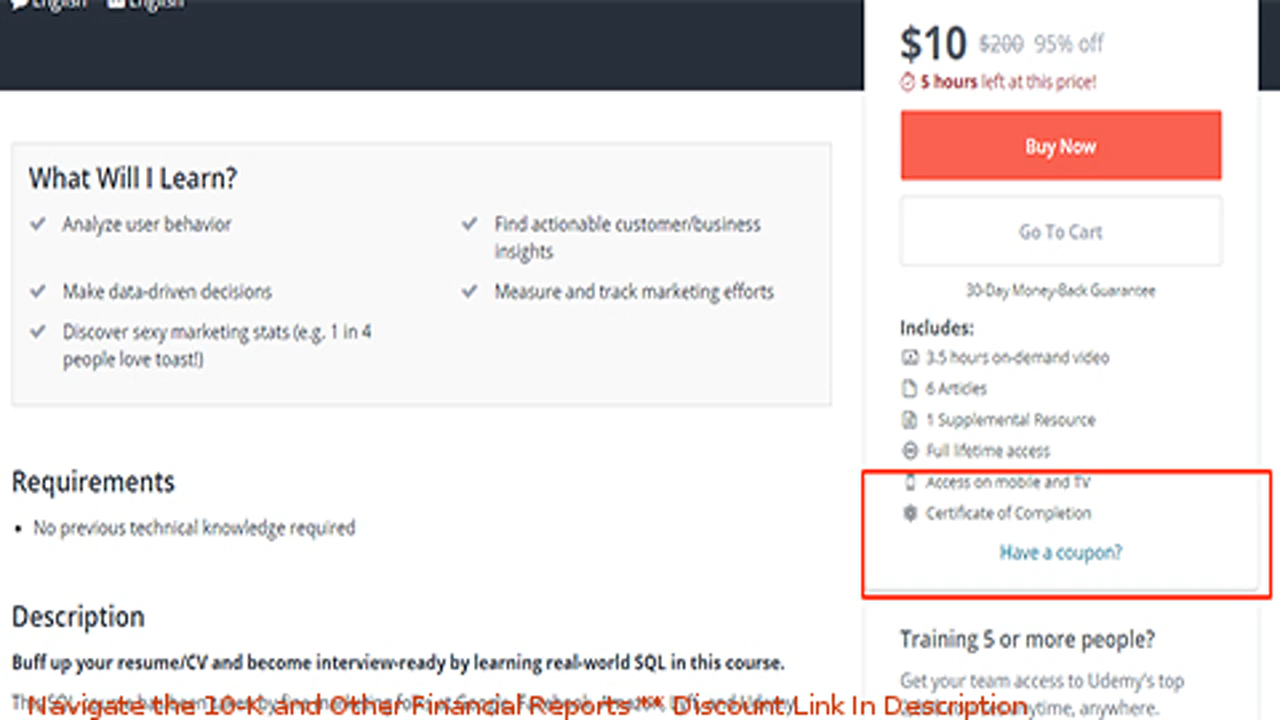 English English
$10 $200 95% off
5 hours left at this price!
Buy Now
Go To Cart
30-Day Money-Back Guarantee
Includes:
3.5 hours on-demand video
6 Articles
1 Supplemental Resource
Full lifetime access
Access on mobile and TV
Certificate of Completion
Have a coupon?
Training 5 or more people?
Get your team access to Udemy's top
anytime, anywhere.
What Will I Learn?
Analyze user behavior
Find actionable customer/business
insights
Make data-driven decisions
Measure and track marketing efforts
Discover sexy marketing stats (e.g. 1 in 4
people love toast!)
Requirements
• No previous technical knowledge required
Description
Buff up your resume/CV and become interview-ready by learning real-world SQL in this course.
Navigate the 10-K and Other Financial Reports ** Discount Link In Description